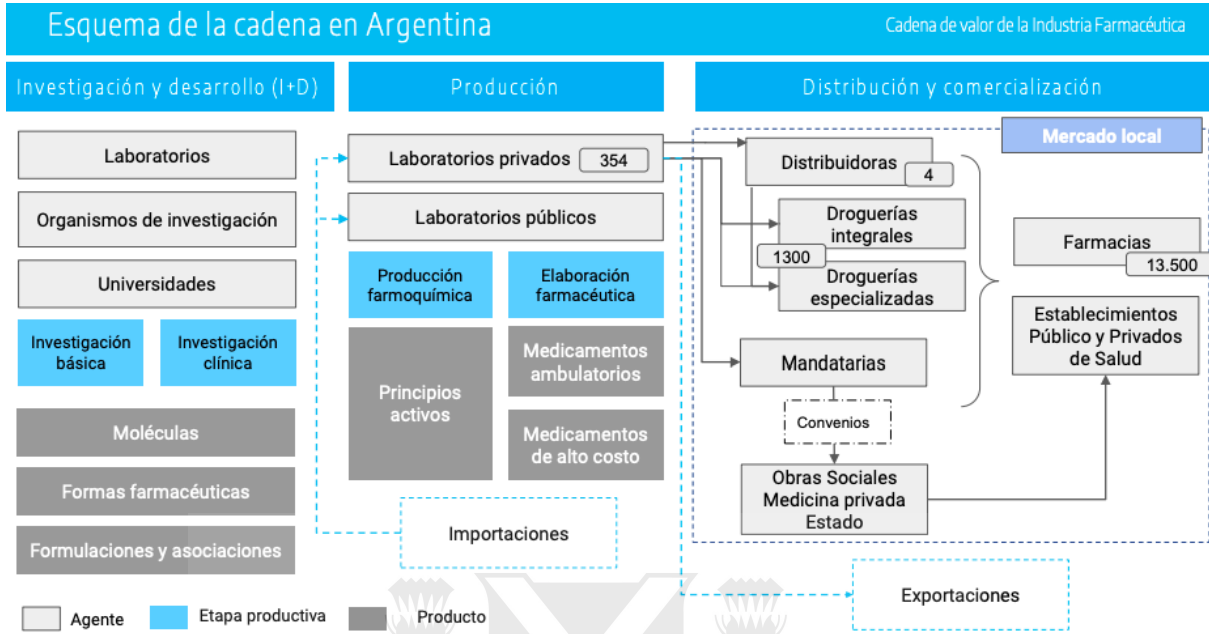 Esquema de la cadena en Argentina
Cadena de valor de la Industria Farmacéutica
Investigación y desarrollo (I+D)
Producción
Distribución y comercialización
Laboratorios
Organismos de investigación
Universidades
Investigación
básica
Investigación
clínica
Moléculas
Formas farmacéuticas
Formulaciones y asociaciones
Laboratorios privados
354
Laboratorios públicos
Producción
farmoquímica
Elaboración
farmacéutica
Principios
activos
Medicamentos
ambulatorios
Medicamentos
de alto costo
Importaciones
Mercado local
Distribuidoras
4
Droguerías
integrales
1300
Droguerías
especializadas
Mandatarias
Convenios
Obras Sociales
Medicina privada
Estado
Farmacias
13.500
Establecimientos
Público y Privados
de Salud
Exportaciones
Agente
Etapa productiva
Producto